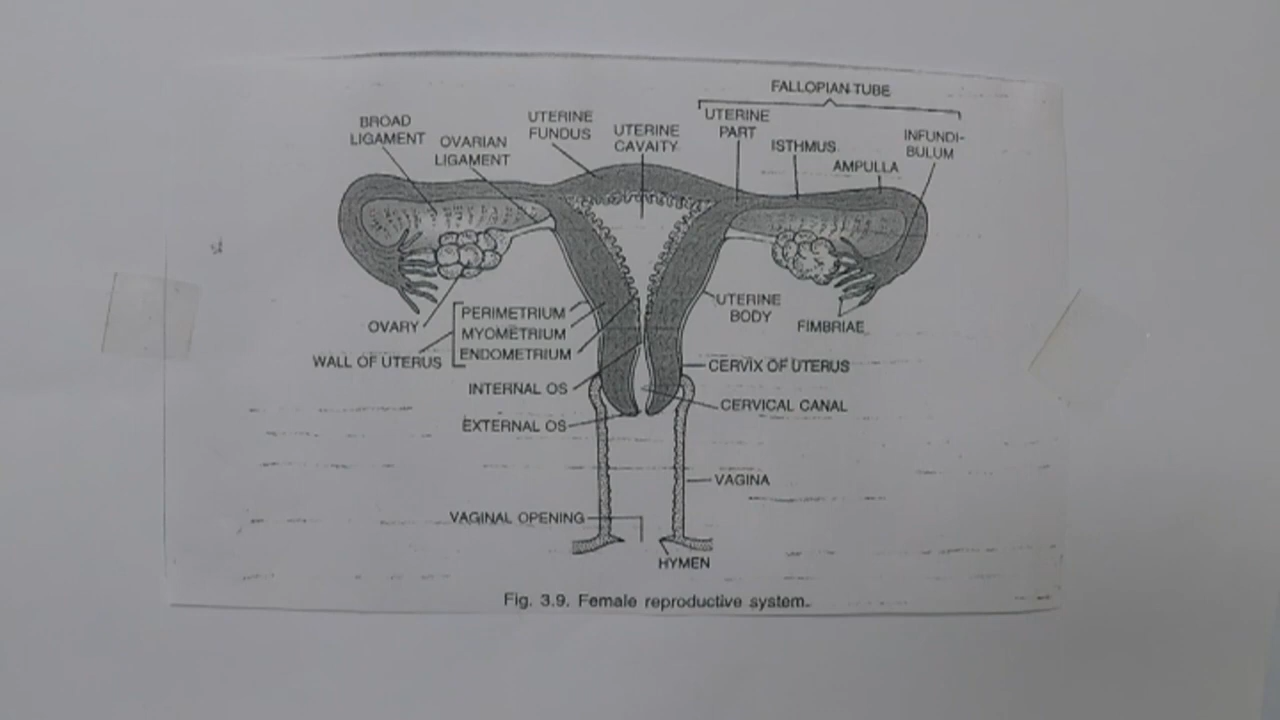 FALLOPIAN TUBE
BROAD
LIGAMENT
OVARIAN
LIGAMENT
UTERINE
FUNDUS
UTERINE
CAVAITY
UTERINE
PART
ISTHMUS
AMPULLA
INFUNDI-
BULUM
OVARY
WALL OF UTERUS
PERIMETRIUM
MYOMETRIUM
ENDOMETRIUM
UTERINE
BODY
FIMBRIAE
INTERNAL OS
EXTERNAL OS
CERVIX OF UTERUS
CERVICAL CANAL
VAGINA
VAGINAL OPENING
HYMEN
Fig. 3.9. Female reproductive system.